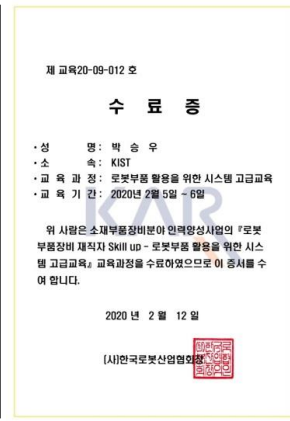 제 교육20-09-012 호
수 료 증
· 성 명: 박 승 우
· 소 속: KIST
· 교 육 과 정: 로봇부품 활용을 위한 시스템 고급교육
· 교 육 기 간: 2020년 2월 5일 ~ 6일
KAR
위 사람은 소재부품장비분야 인력양성사업의 『로봇
부품장비 재직자 Skill up - 로봇부품 활용을 위한 시스
템 고급교육』 교육과정을 수료하였으므로 이 증서를 수
여 합니다.
2020 년 2 월 12 일
(사)한국로봇산업협회장